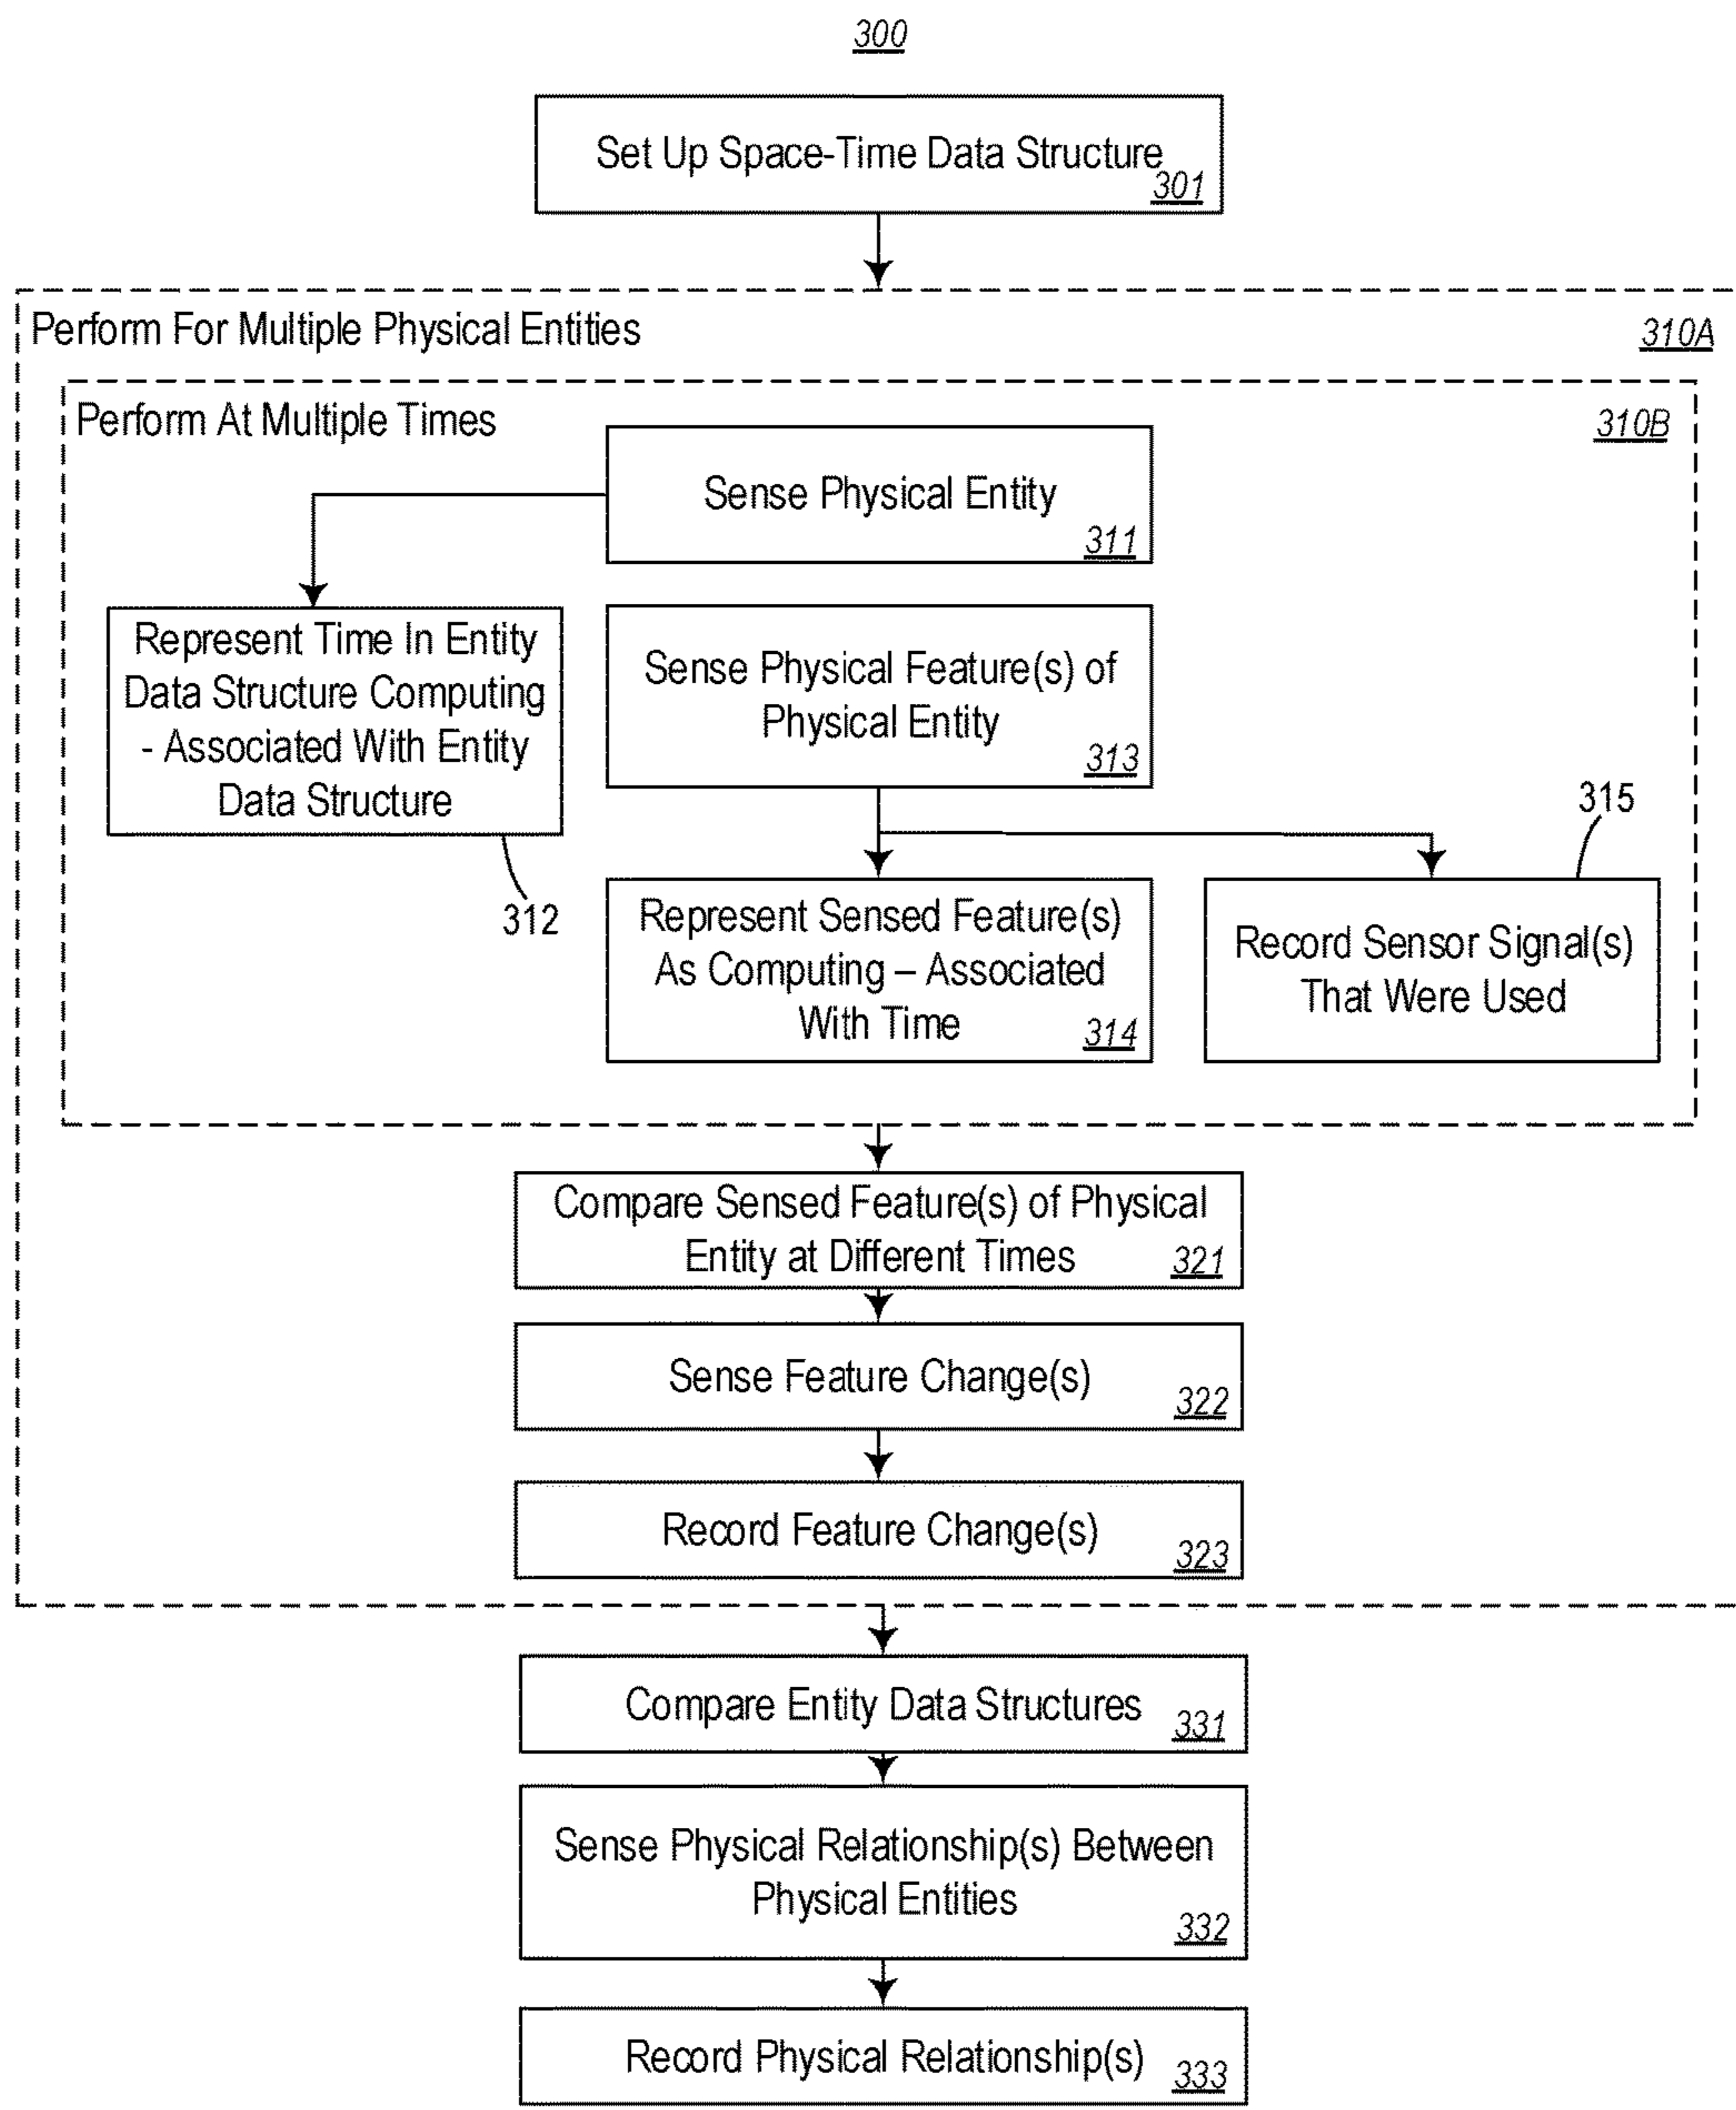 300
Set Up Space-Time Data Structure
301
Perform For Multiple Physical Entities
310A
Perform At Multiple Times
310B
Sense Physical Entity
311
Represent Time In Entity
Data Structure Computing
- Associated With Entity
Data Structure
312
Sense Physical Feature(s) of
Physical Entity
313
315
Represent Sensed Feature(s)
As Computing – Associated
With Time
314
Record Sensor Signal(s)
That Were Used
Compare Sensed Feature(s) of Physical
Entity at Different Times
321
Sense Feature Change(s)
322
Record Feature Change(s)
323
Compare Entity Data Structures
331
Sense Physical Relationship(s) Between
Physical Entities
332
Record Physical Relationship(s)
333